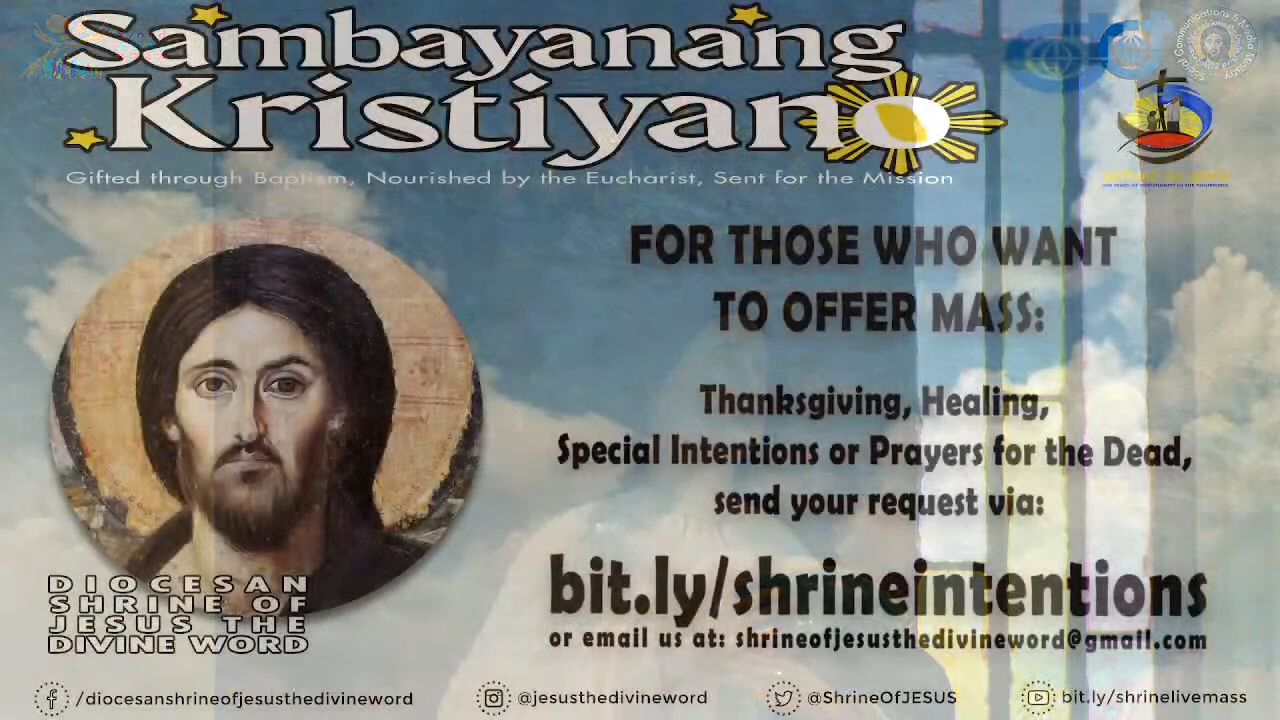 Sambayanang
Kristiyano
Gifted through Baptism, Nourished by the Eucharist, Sent for the Mission
FOR THOSE WHO WANT
TO OFFER MASS:
Thanksgiving, Healing,
Special Intentions or Prayers for the Dead,
send your request via:
bit.ly/shrineintentions
or email us at: shrineofjesusthedivineword@gmail.com
DIOCESAN
SHRINE OF
JESUS THE
DIVINE WORD
/diocesanshrineofjesusthedivineword
@jesusthedivineword
@ShrineOfJESUS
bit.ly/shrinelivemass